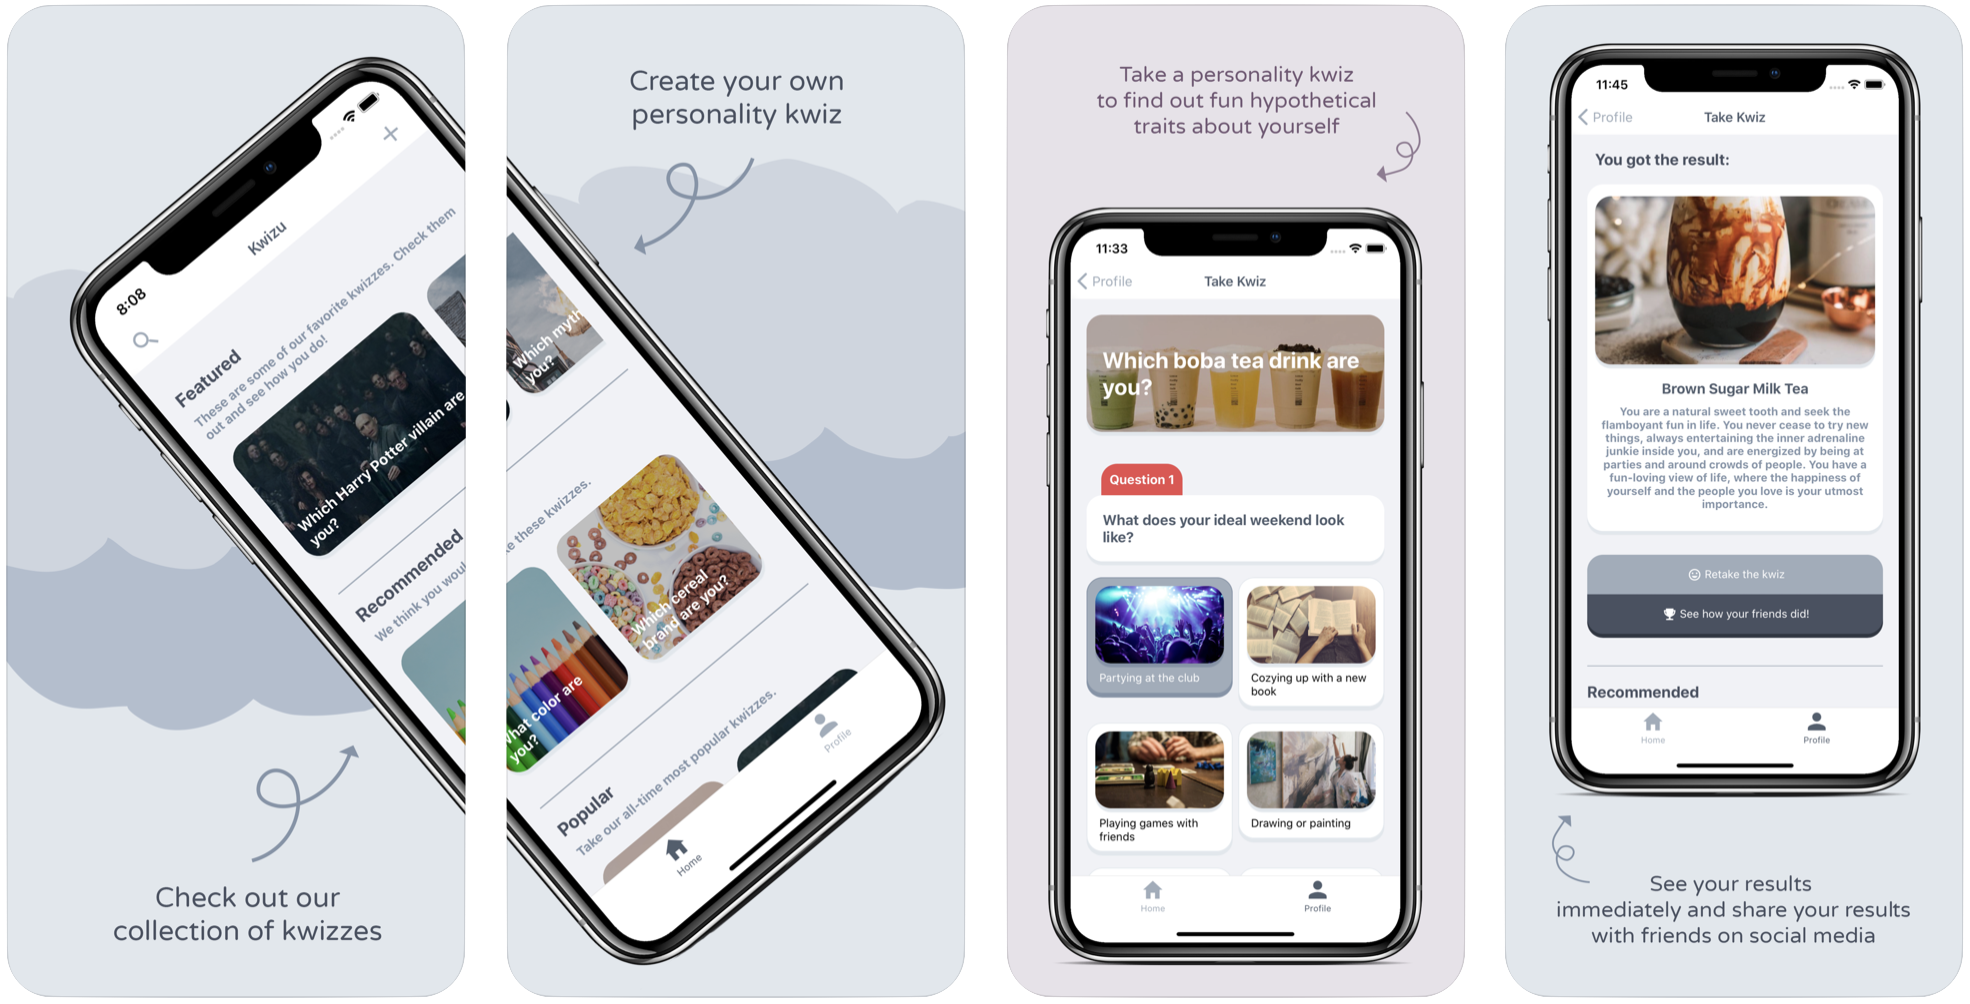 8:08
Kwizu
Featured
These are some of our favorite kwizzes. Check them
out and see how you do!
Which Harry Potter villain are
you?
Recommended
We think you woul
Check out our
collection of kwizzes
Create your own
personality kwiz
Which myth
you?
e these kwizzes.
Which cereal
brand are you?
What color are
you?
Popular
Take our all-time most popular kwizzes.
Home
Profile
Take a personality kwiz
to find out fun hypothetical
traits about yourself
11:33
Profile
Take Kwiz
Which boba tea drink are
you?
Question 1
What does your ideal weekend look
like?
Partying at the club
Cozying up with a new
book
Playing games with
friends
Drawing or painting
Home
Profile
11:45
Profile
Take Kwiz
You got the result:
Brown Sugar Milk Tea
You are a natural sweet tooth and seek the
flamboyant fun in life. You never cease to try new
things, always entertaining the inner adrenaline
junkie inside you, and are energized by being at
parties and around crowds of people. You have a
fun-loving view of life, where the happiness of
yourself and the people you love is your utmost
importance.
Retake the kwiz
See how your friends did!
Recommended
Home
Profile
See your results
immediately and share your results
with friends on social media